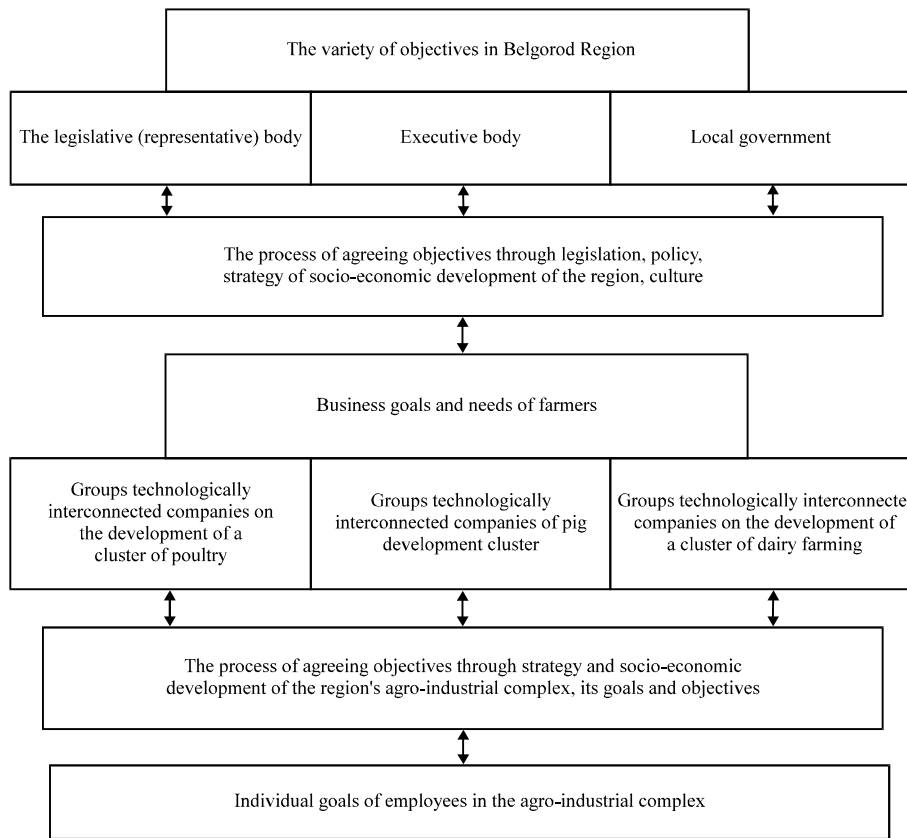 The variety of objectives in Belgorod Region
The legislative (representative) body
Executive body
Local government
The process of agreeing objectives through legislation, policy,
strategy of socio-economic development of the region, culture
Business goals and needs of farmers
Groups technologically
interconnected companies on
the development of a
cluster of poultry
Groups technologically
interconnected companies of pig
development cluster
Groups technologically interconnecte
companies on the development of
a cluster of dairy farming
The process of agreeing objectives through strategy and socio-economic
development of the region's agro-industrial complex, its goals and objectives
Individual goals of employees in the agro-industrial complex